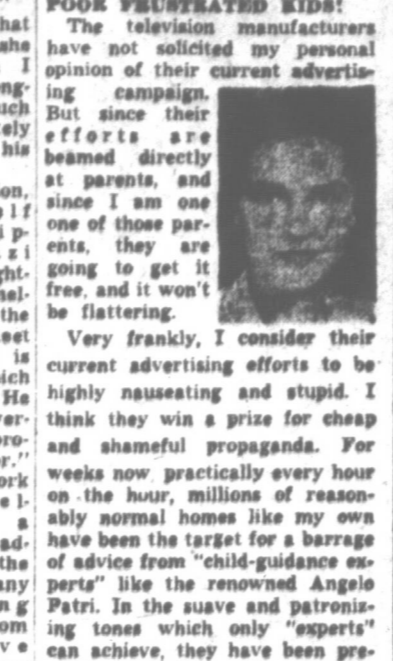 POOR FRUSTRATED KIDS!
The television manufacturers
have not solicited my personal
opinion of their current advertis-
ing campaign.
But since their
efforts are
beamed directly
at parents, and
since I am one
one of those par-
ents, they are
going to get it
free, and it won't
be flattering.
Very frankly, I consider their
current advertising efforts to be
highly nauseating and stupid. I
think they win a prize for cheap
and shameful propaganda. For
weeks now practically every hour
on the hour, millions of reason-
ably normal homes like my own
have been the target for a barrage
of advice from "child-guidance ex-
perts" like the renowned Angelo
Patri. In the suave and patroniz-
ing tones which only "experts"
can achieve, they have been pre-